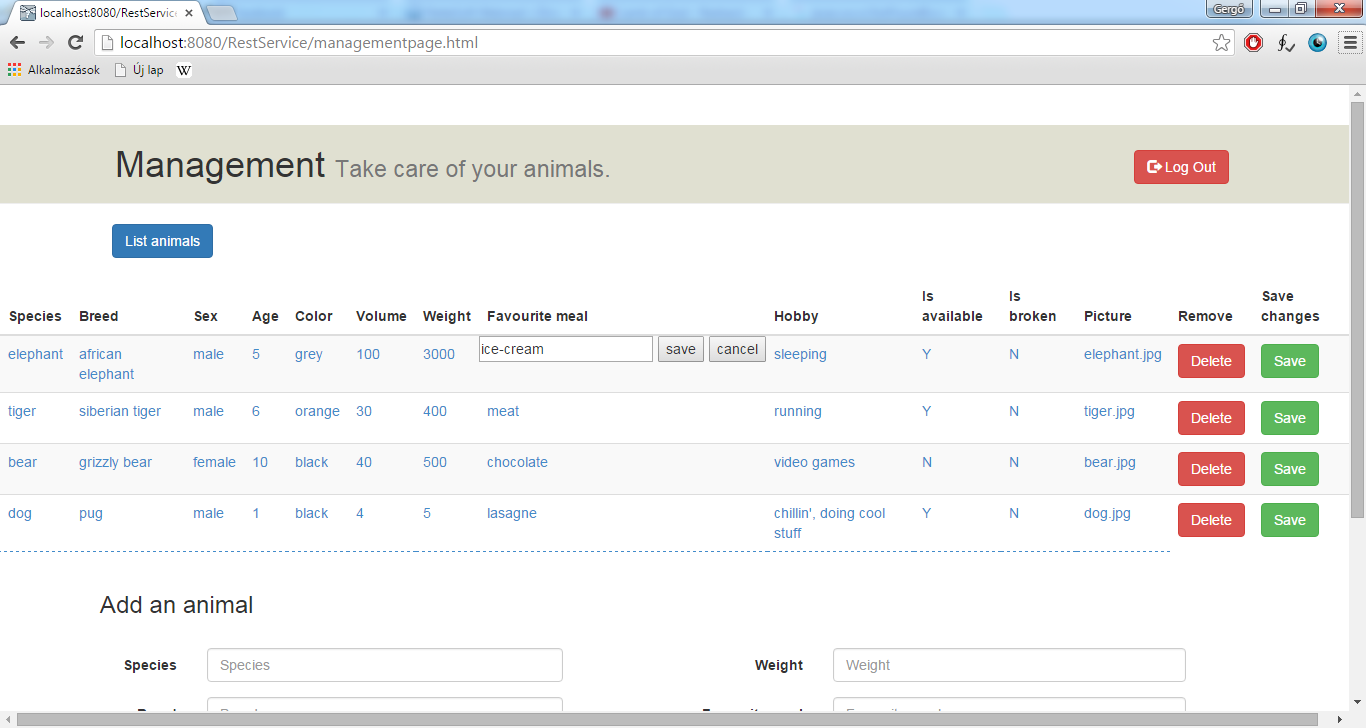 localhost:8080/RestService
Gergő
localhost:8080/RestService/managementpage.html
Alkalmazások Új lap W
Management Take care of your animals.
Log Out
List animals
Species Breed Sex Age Color Volume Weight Favourite meal Hobby Is available Is broken Picture Remove Save changes
elephant african elephant male 5 grey 100 3000 ice-cream save cancel sleeping Y N elephant.jpg Delete Save
tiger siberian tiger male 6 orange 30 400 meat running Y N tiger.jpg Delete Save
bear grizzly bear female 10 black 40 500 chocolate video games N N bear.jpg Delete Save
dog pug male 1 black 4 5 lasagne chillin', doing cool stuff Y N dog.jpg Delete Save
Add an animal
Species Species Weight Weight